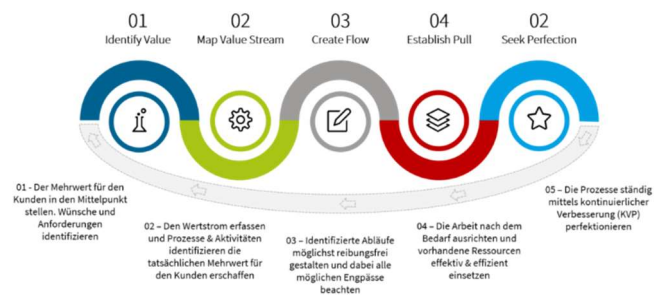 01
Identify Value
02
Map Value Stream
03
Create Flow
04
Establish Pull
02
Seek Perfection
01 - Der Mehrwert für den
Kunden in den Mittelpunkt
stellen. Wünsche und
Anforderungen
identifizieren
02 – Den Wertstrom erfassen
und Prozesse & Aktivitäten
identifizieren die
tatsächlichen Mehrwert für
den Kunden erschaffen
03 – Identifizierte Abläufe
möglichst reibungsfrei
gestalten und dabei alle
möglichen Engpässe
beachten
04 – Die Arbeit nach dem
Bedarf ausrichten und
vorhandene Ressourcen
effektiv & effizient
einsetzen
05 – Die Prozesse ständig
mittels kontinuierlicher
Verbesserung (KVP)
perfektionieren